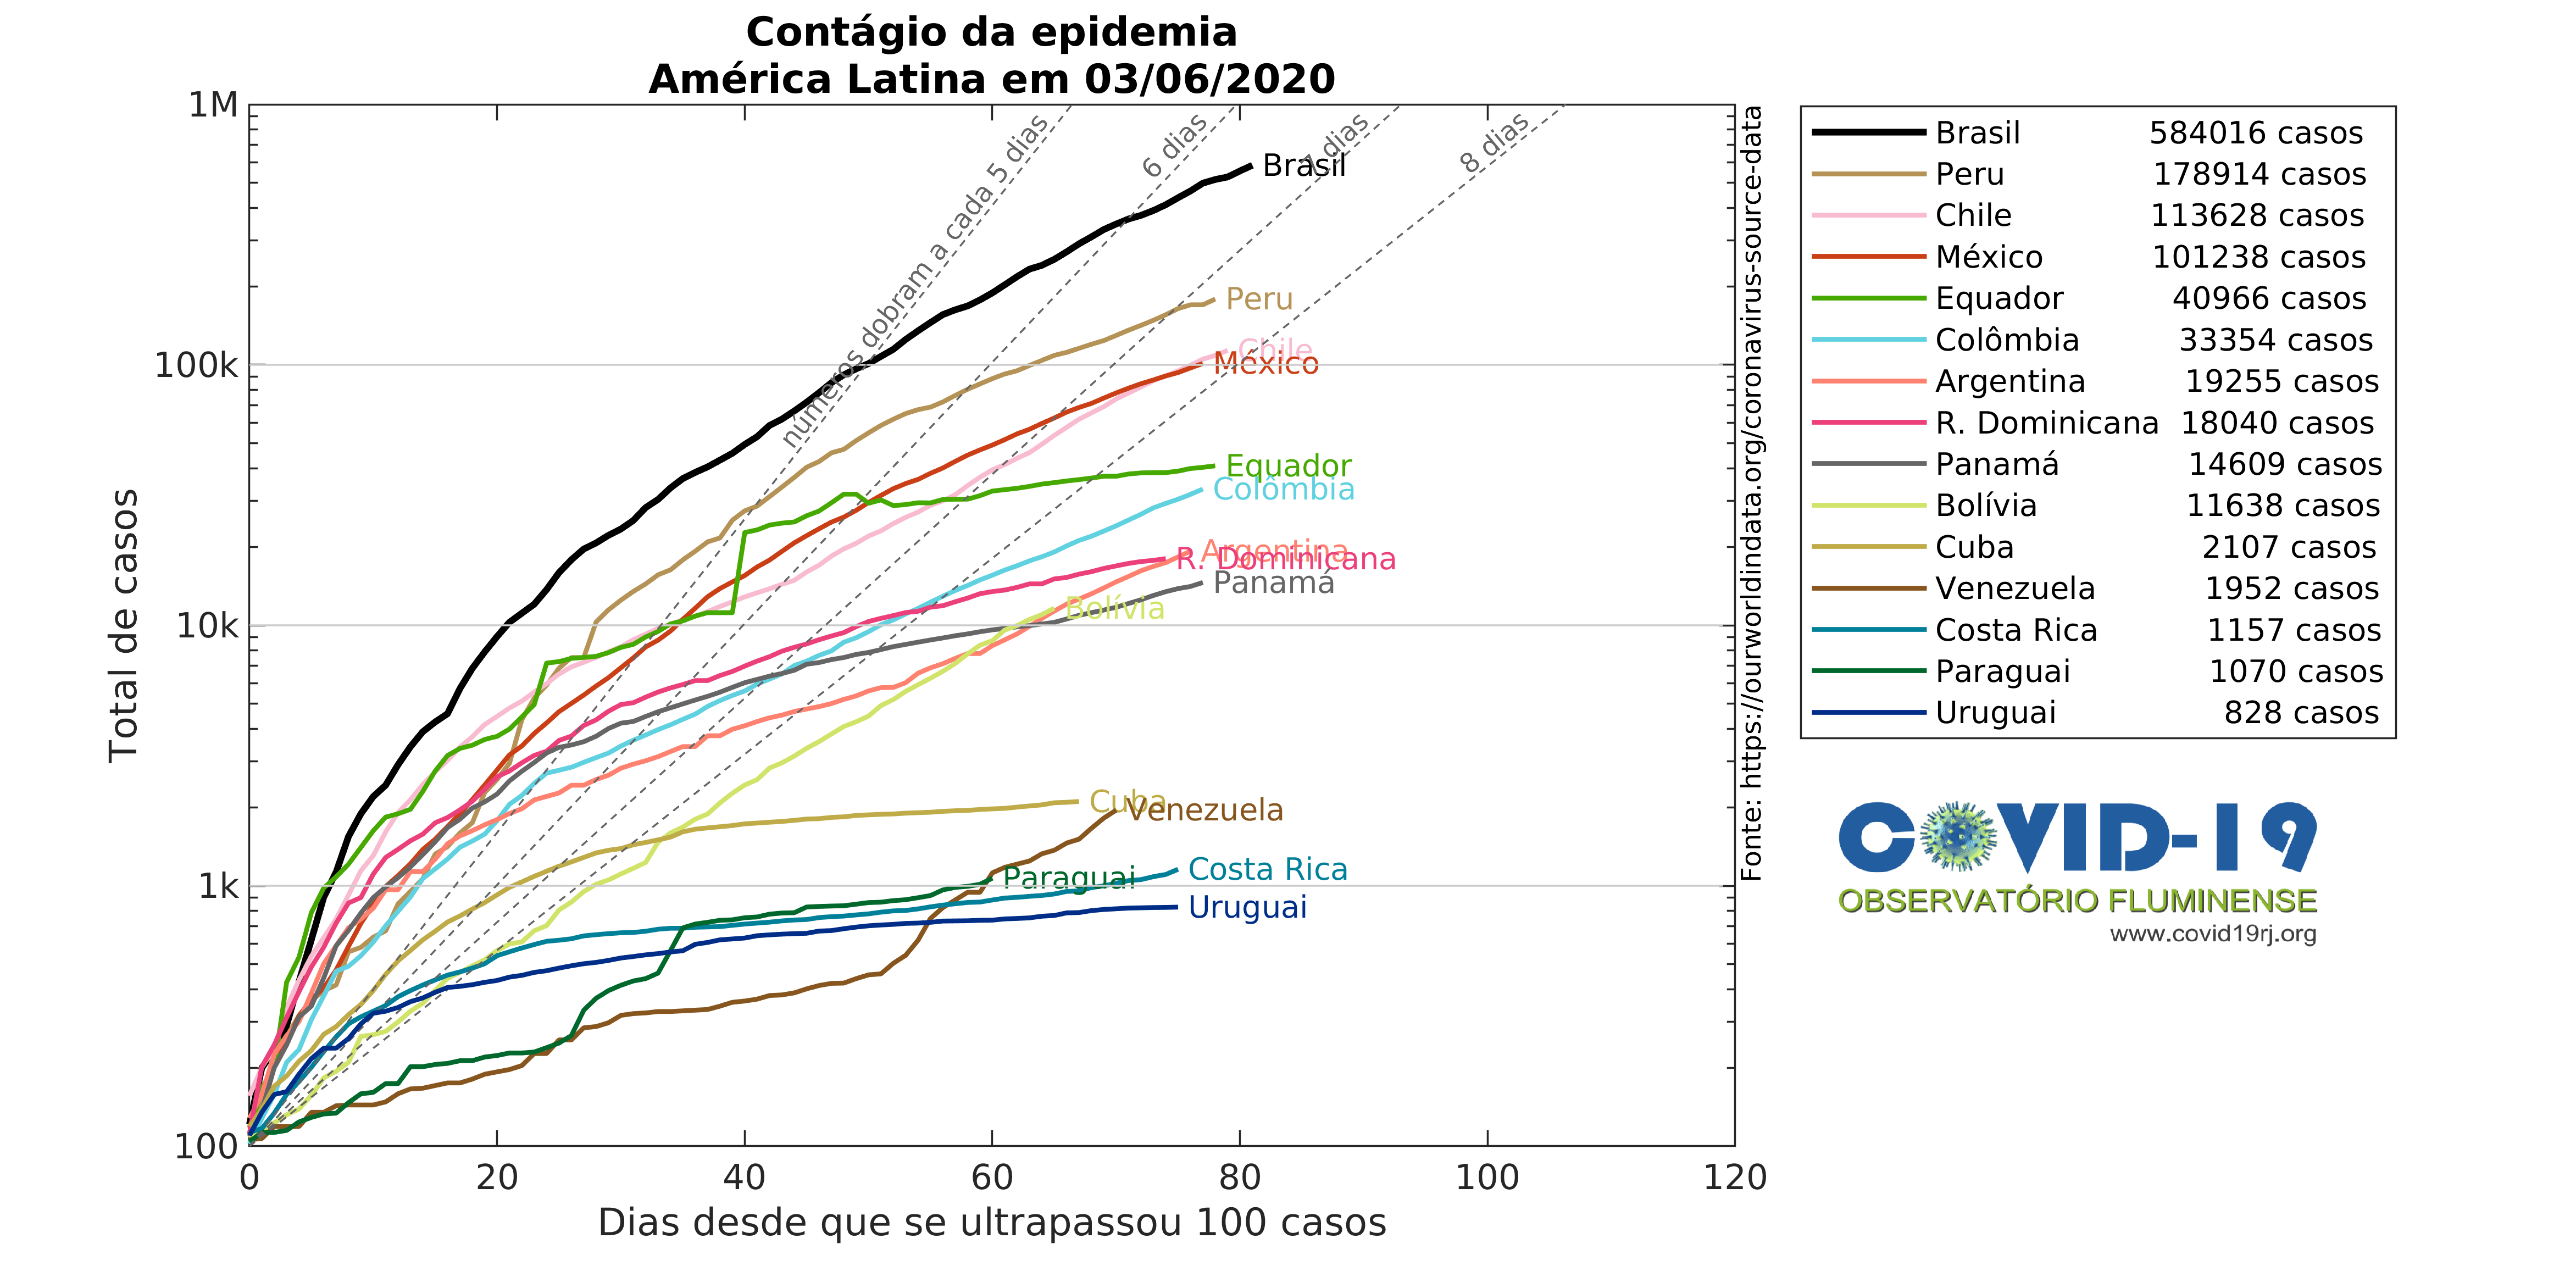 Contágio da epidemia
América Latina em 03/06/2020
1M
100k
10k
1k
100
Total de casos
0 20 40 60 80 100 120
Dias desde que se ultrapassou 100 casos
números dobram a cada 5 dias
6 dias
7 dias
8 dias
Brasil
Peru
Chile
México
Equador
Colômbia
Argentina
R. Dominicana
Panamá
Bolívia
Cuba
Venezuela
Costa Rica
Paraguai
Uruguai
Fonte: https://ourworldindata.org/coronavirus-source-data
Brasil 584016 casos
Peru 178914 casos
Chile 113628 casos
México 101238 casos
Equador 40966 casos
Colômbia 33354 casos
Argentina 19255 casos
R. Dominicana 18040 casos
Panamá 14609 casos
Bolívia 11638 casos
Cuba 2107 casos
Venezuela 1952 casos
Costa Rica 1157 casos
Paraguai 1070 casos
Uruguai 828 casos
COVID-19
OBSERVATÓRIO FLUMINENSE
www.covid19rj.org